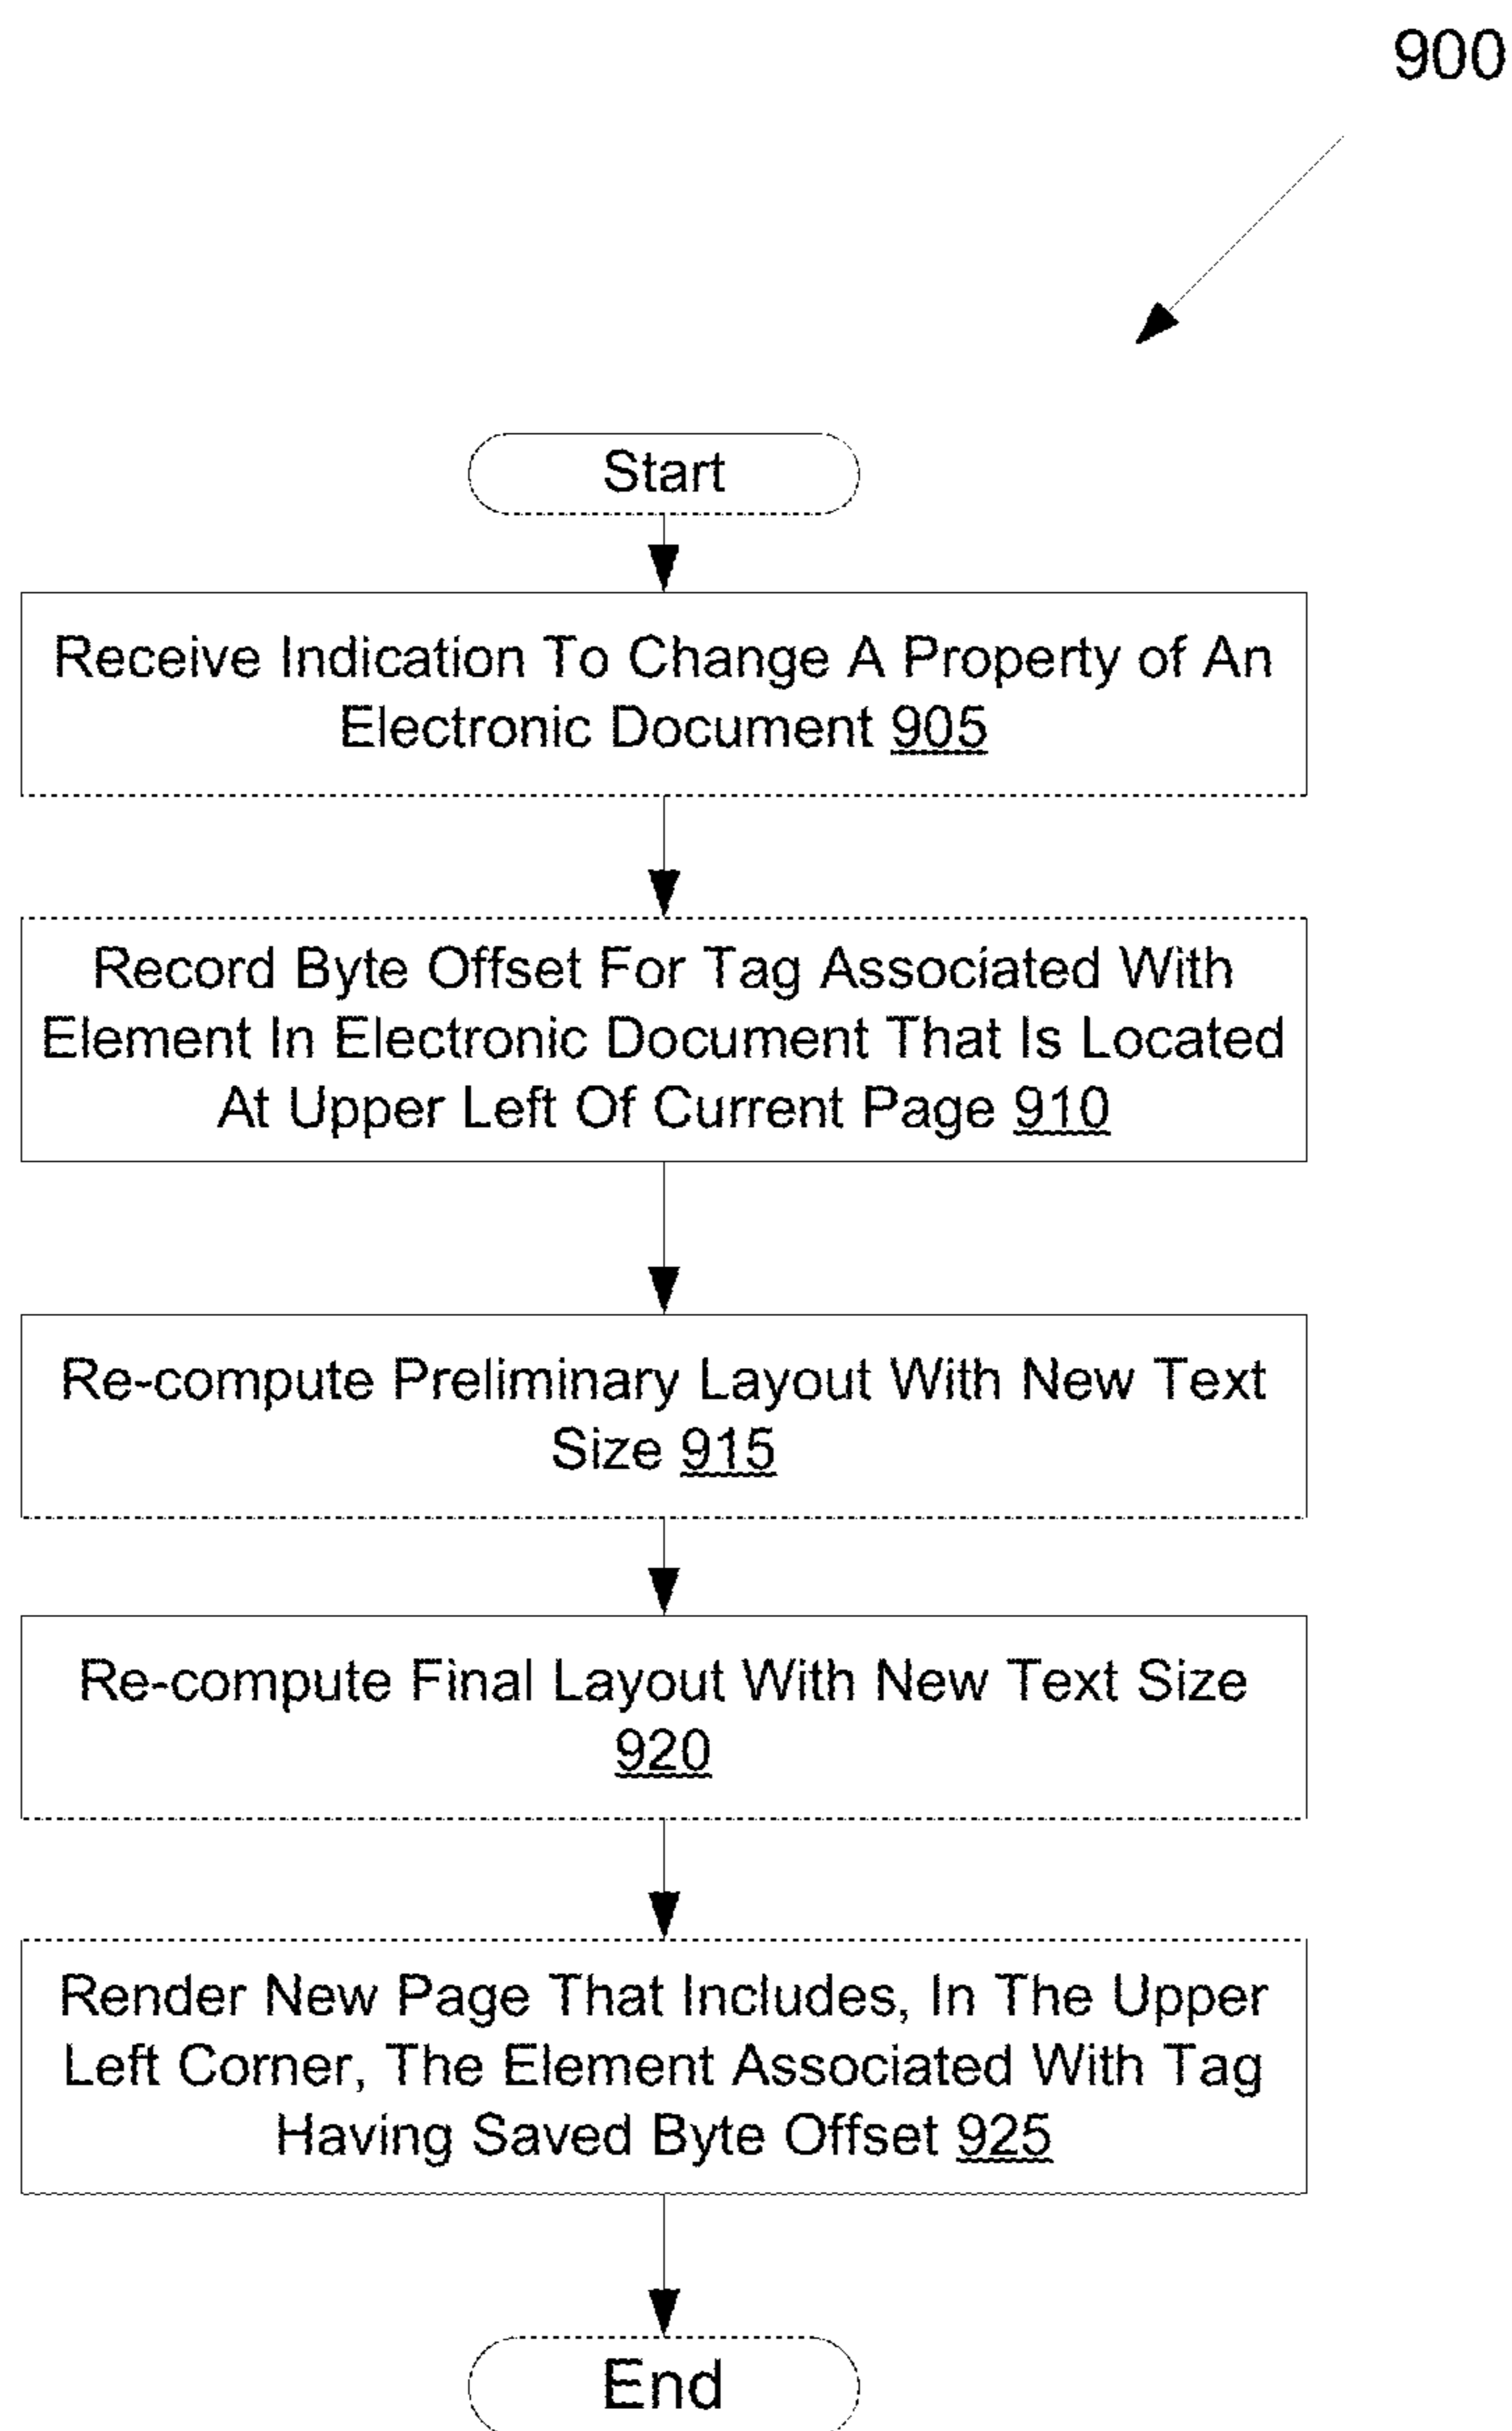 900
Start
Receive Indication To Change A Property of An
Electronic Document 905
Record Byte Offset For Tag Associated With
Element In Electronic Document That Is Located
At Upper Left Of Current Page 910
Re-compute Preliminary Layout With New Text
Size 915
Re-compute Final Layout With New Text Size
920
Render New Page That Includes, In The Upper
Left Corner, The Element Associated With Tag
Having Saved Byte Offset 925
End